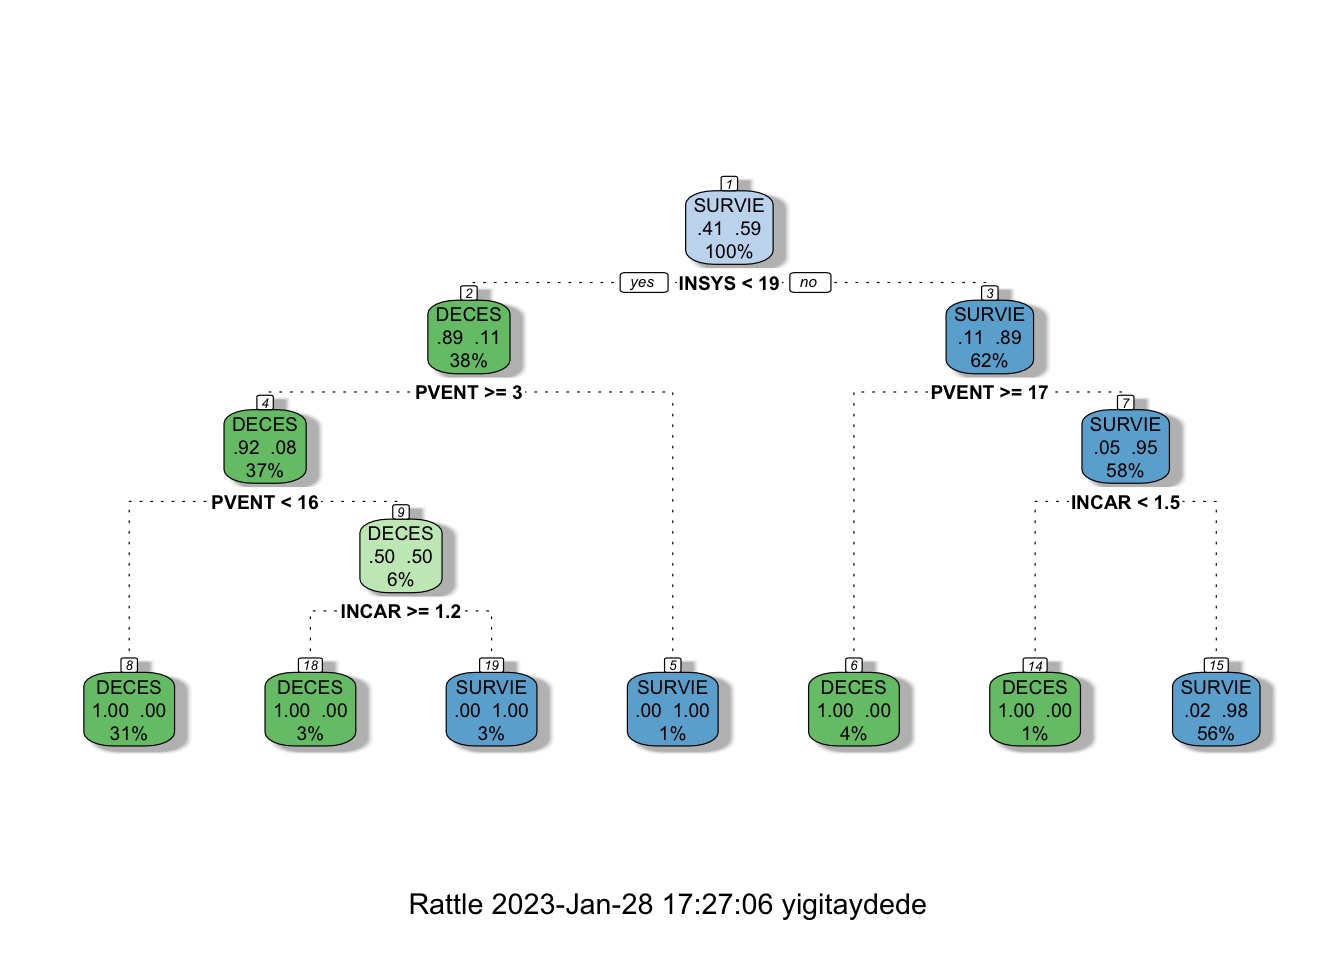 1
SURVIE
.41 .59
100%
yes INSYS < 19 no
2
DECES
.89 .11
38%
3
SURVIE
.11 .89
62%
PVENT >= 3
PVENT >= 17
4
DECES
.92 .08
37%
7
SURVIE
.05 .95
58%
PVENT < 16
INCAR < 1.5
9
DECES
.50 .50
6%
INCAR >= 1.2
8
DECES
1.00 .00
31%
18
DECES
1.00 .00
3%
19
SURVIE
.00 1.00
3%
5
SURVIE
.00 1.00
1%
6
DECES
1.00 .00
4%
14
DECES
1.00 .00
1%
15
SURVIE
.02 .98
56%
Rattle 2023-Jan-28 17:27:06 yigitaydede